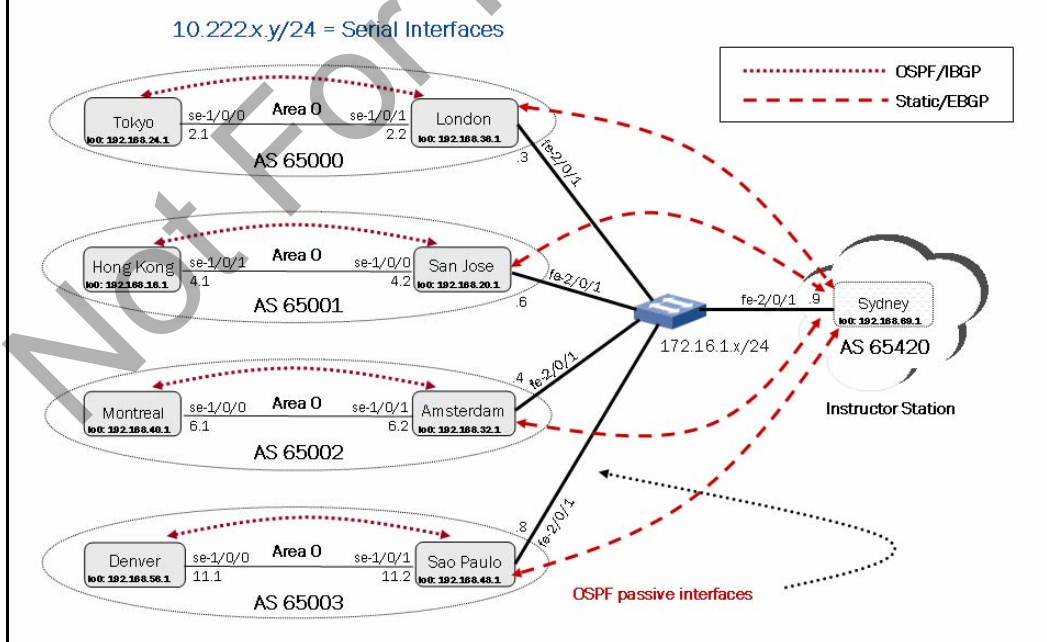 10.222.x.y/24 = Serial Interfaces
OSPF/IBGP
Static/EBGP
Tokyo
lo0: 192.168.24.1
se-1/0/0
2.1
Area 0
se-1/0/1
2.2
London
lo0: 192.168.36.1
AS 65000
.3
fe-2/0/1
Hong Kong
lo0: 192.168.16.1
se-1/0/1
4.1
Area 0
se-1/0/0
4.2
San Jose
lo0: 192.168.20.1
AS 65001
.6
fe-2/0/1
172.16.1.x/24
fe-2/0/1
.9
Sydney
lo0: 192.168.69.1
AS 65420
Instructor Station
Montreal
lo0: 192.168.40.1
se-1/0/0
6.1
Area 0
se-1/0/1
6.2
Amsterdam
lo0: 192.168.32.1
AS 65002
.4
fe-2/0/1
Denver
lo0: 192.168.56.1
se-1/0/0
11.1
Area 0
se-1/0/1
11.2
Sao Paulo
lo0: 192.168.48.1
AS 65003
.8
fe-2/0/1
OSPF passive interfaces
Not For